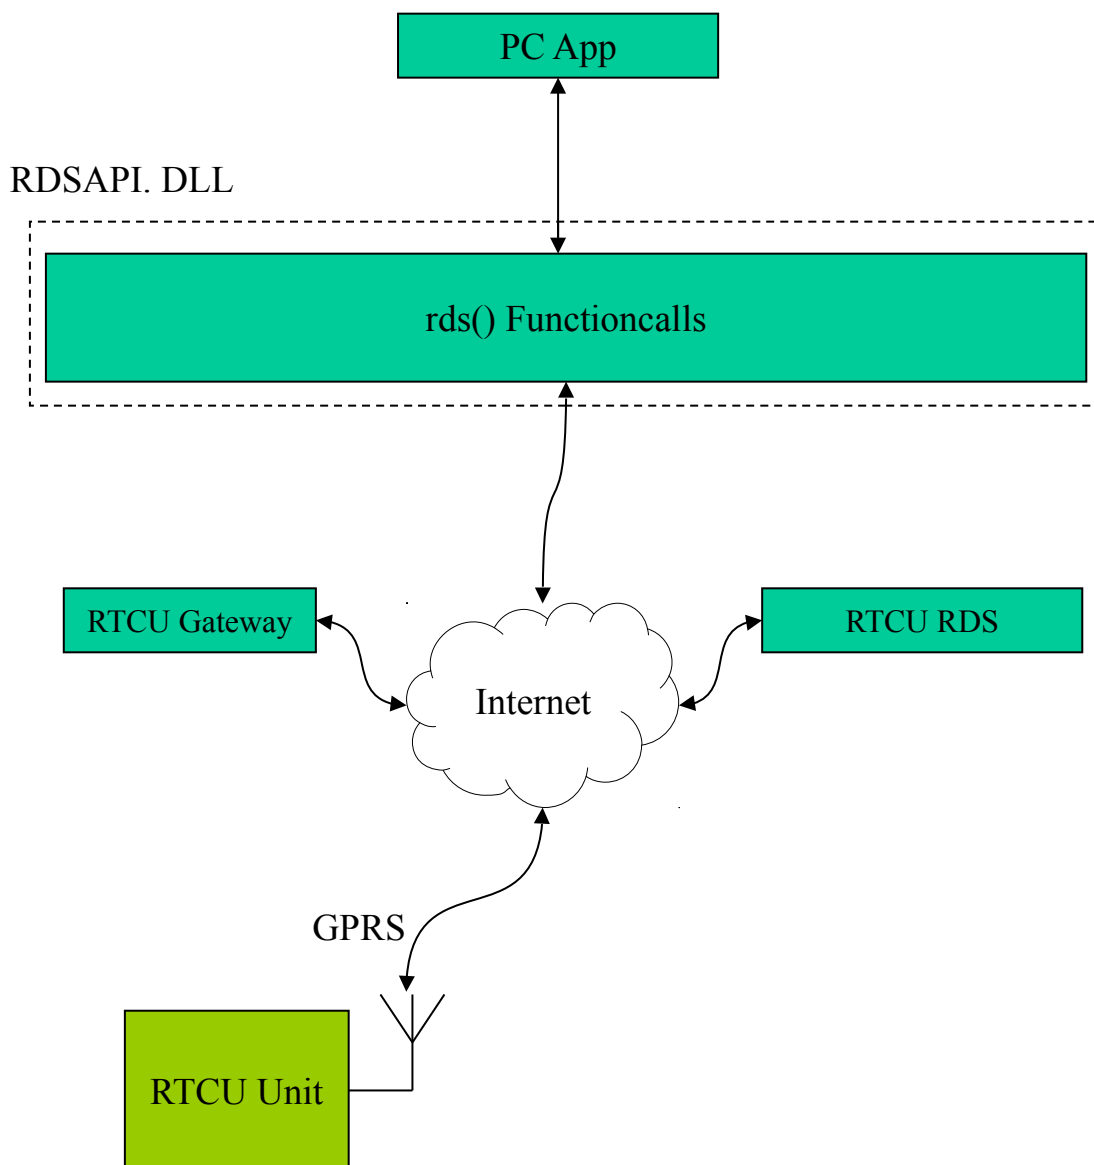 PC App
RDSAPI. DLL
rds() Functioncalls
RTCU Gateway
RTCU RDS
Internet
GPRS
RTCU Unit